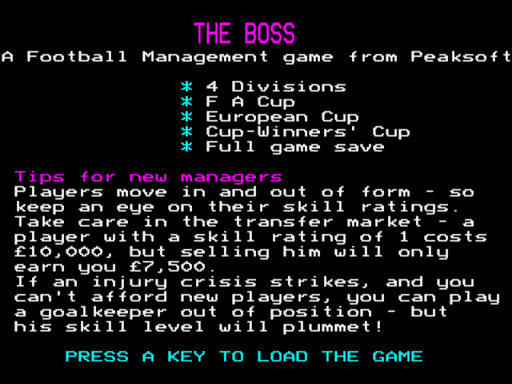 THE BOSS
A Football Management game from Peaksoft
* 4 Divisions
* F A Cup
* European Cup
* Cup-Winners' Cup
* Full game save
Tips for new managers
Players move in and out of form - so
keep an eye on their skill ratings.
Take care in the transfer market - a
player with a skill rating of 1 costs
£10,000, but selling him will only
earn you £7,500.
If an injury crisis strikes, and you
can't afford new players, you can play
a goalkeeper out of position - but
his skill level will plummet!
PRESS A KEY TO LOAD THE GAME